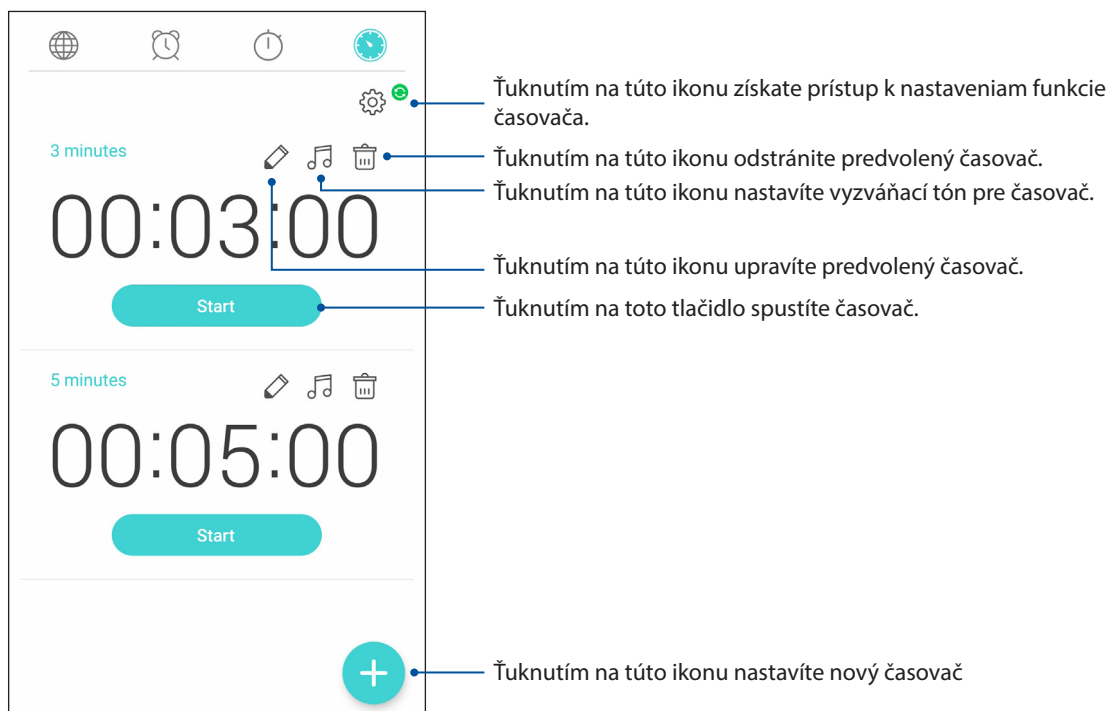 Ťuknutím na túto ikonu získate prístup k nastaveniam funkcie
časovača.
3 minutes
Ťuknutím na túto ikonu odstránite predvolený časovač.
Ťuknutím na túto ikonu nastavíte vyzváňací tón pre časovač.
00:03:00
Ťuknutím na túto ikonu upravíte predvolený časovač.
Start
Ťuknutím na toto tlačidlo spustíte časovač.
5 minutes
00:05:00
Start
Ťuknutím na túto ikonu nastavíte nový časovač